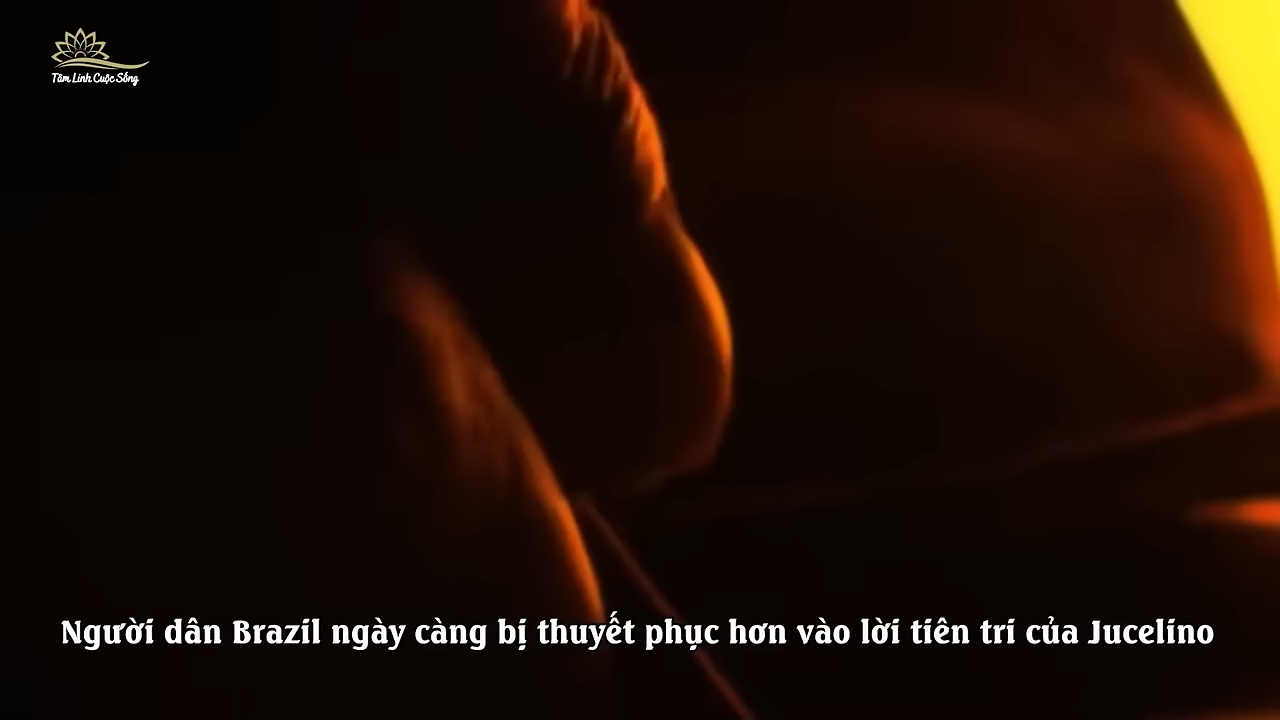 Tâm Linh Cuộc Sống
Người dân Brazil ngày càng bị thuyết phục hơn vào lời tiên tri của Jucelino